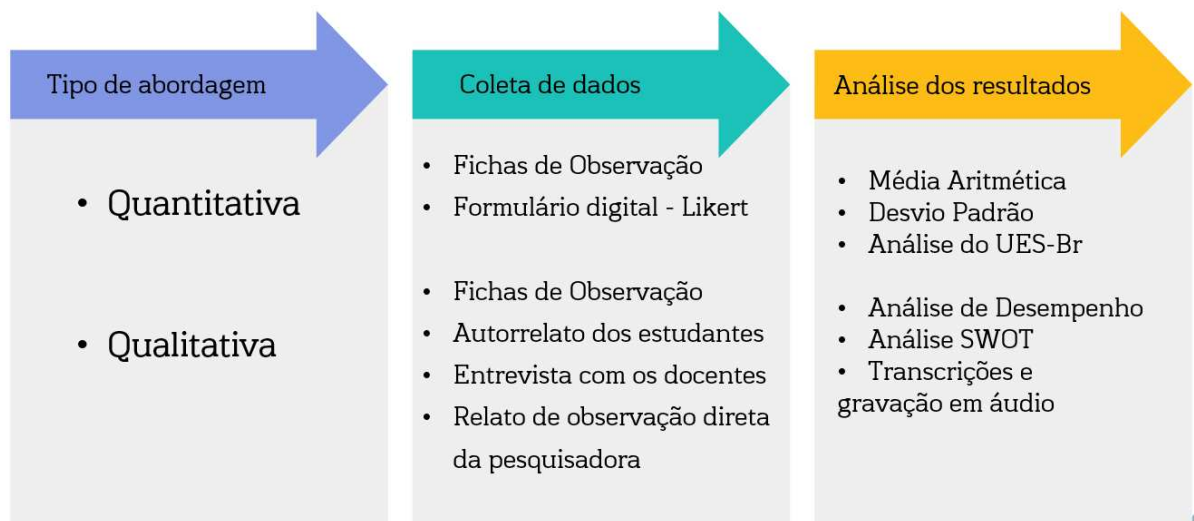 Tipo de abordagem
• Quantitativa
• Qualitativa
Coleta de dados
• Fichas de Observação
• Formulário digital - Likert
• Fichas de Observação
• Autorrelato dos estudantes
• Entrevista com os docentes
• Relato de observação direta
da pesquisadora
Análise dos resultados
• Média Aritmética
• Desvio Padrão
• Análise do UES-Br
• Análise de Desempenho
• Análise SWOT
• Transcrições e
gravação em áudio